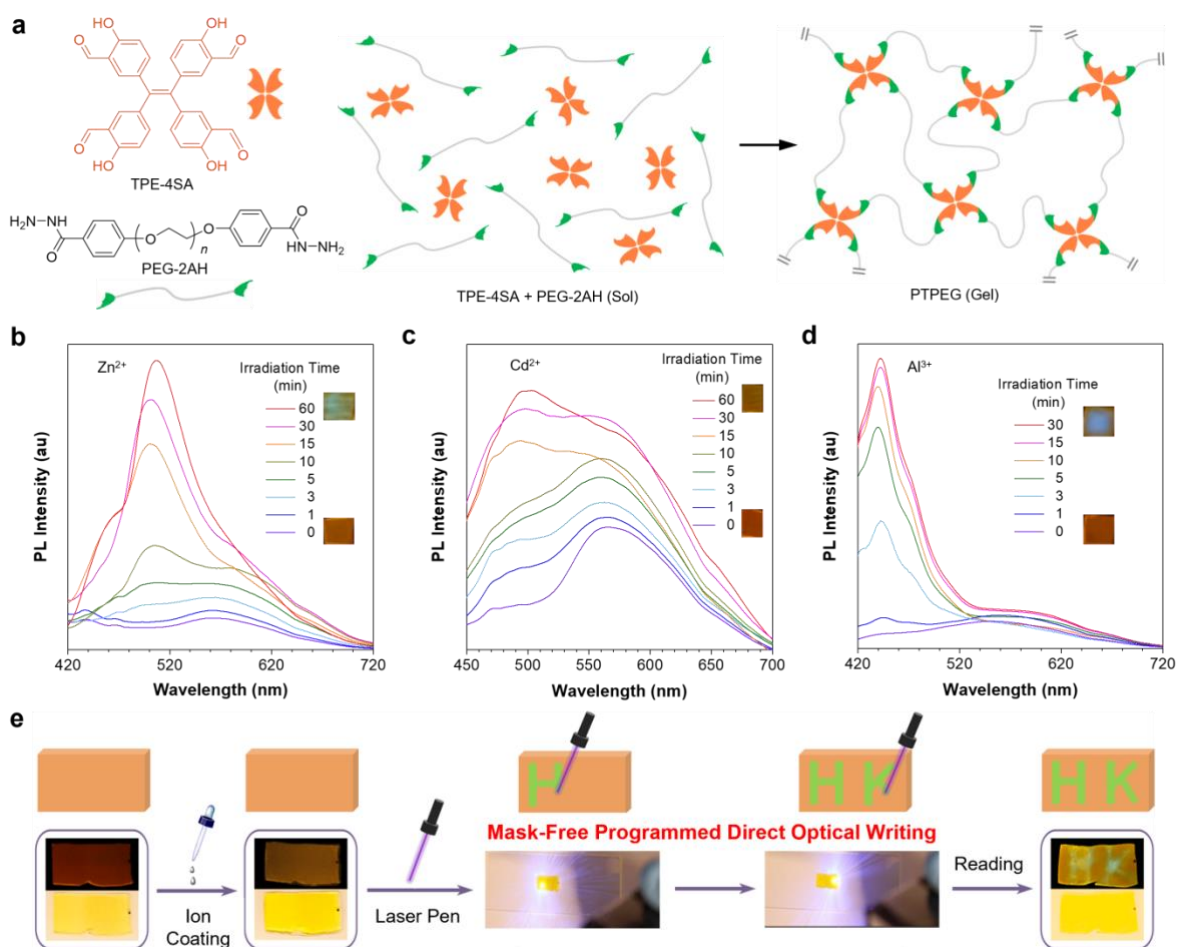 a
OH
HO
O
O
O
O
OH
OH
TPE-4SA
H₂N-NH
O
O
n
O
O
HN-NH₂
PEG-2AH
TPE-4SA + PEG-2AH (Sol)
PTPEG (Gel)
b
Zn²⁺
Irradiation Time
(min)
60
30
15
10
5
3
1
0
PL Intensity (au)
420 520 620 720
Wavelength (nm)
c
Cd²⁺
Irradiation Time
(min)
60
30
15
10
5
3
1
0
PL Intensity (au)
450 500 550 600 650 700
Wavelength (nm)
d
Al³⁺
Irradiation Time
(min)
30
15
10
5
3
1
0
PL Intensity (au)
420 520 620 720
Wavelength (nm)
e
H
H K
H K
Mask-Free Programmed Direct Optical Writing
Ion
Coating
Laser Pen
Reading